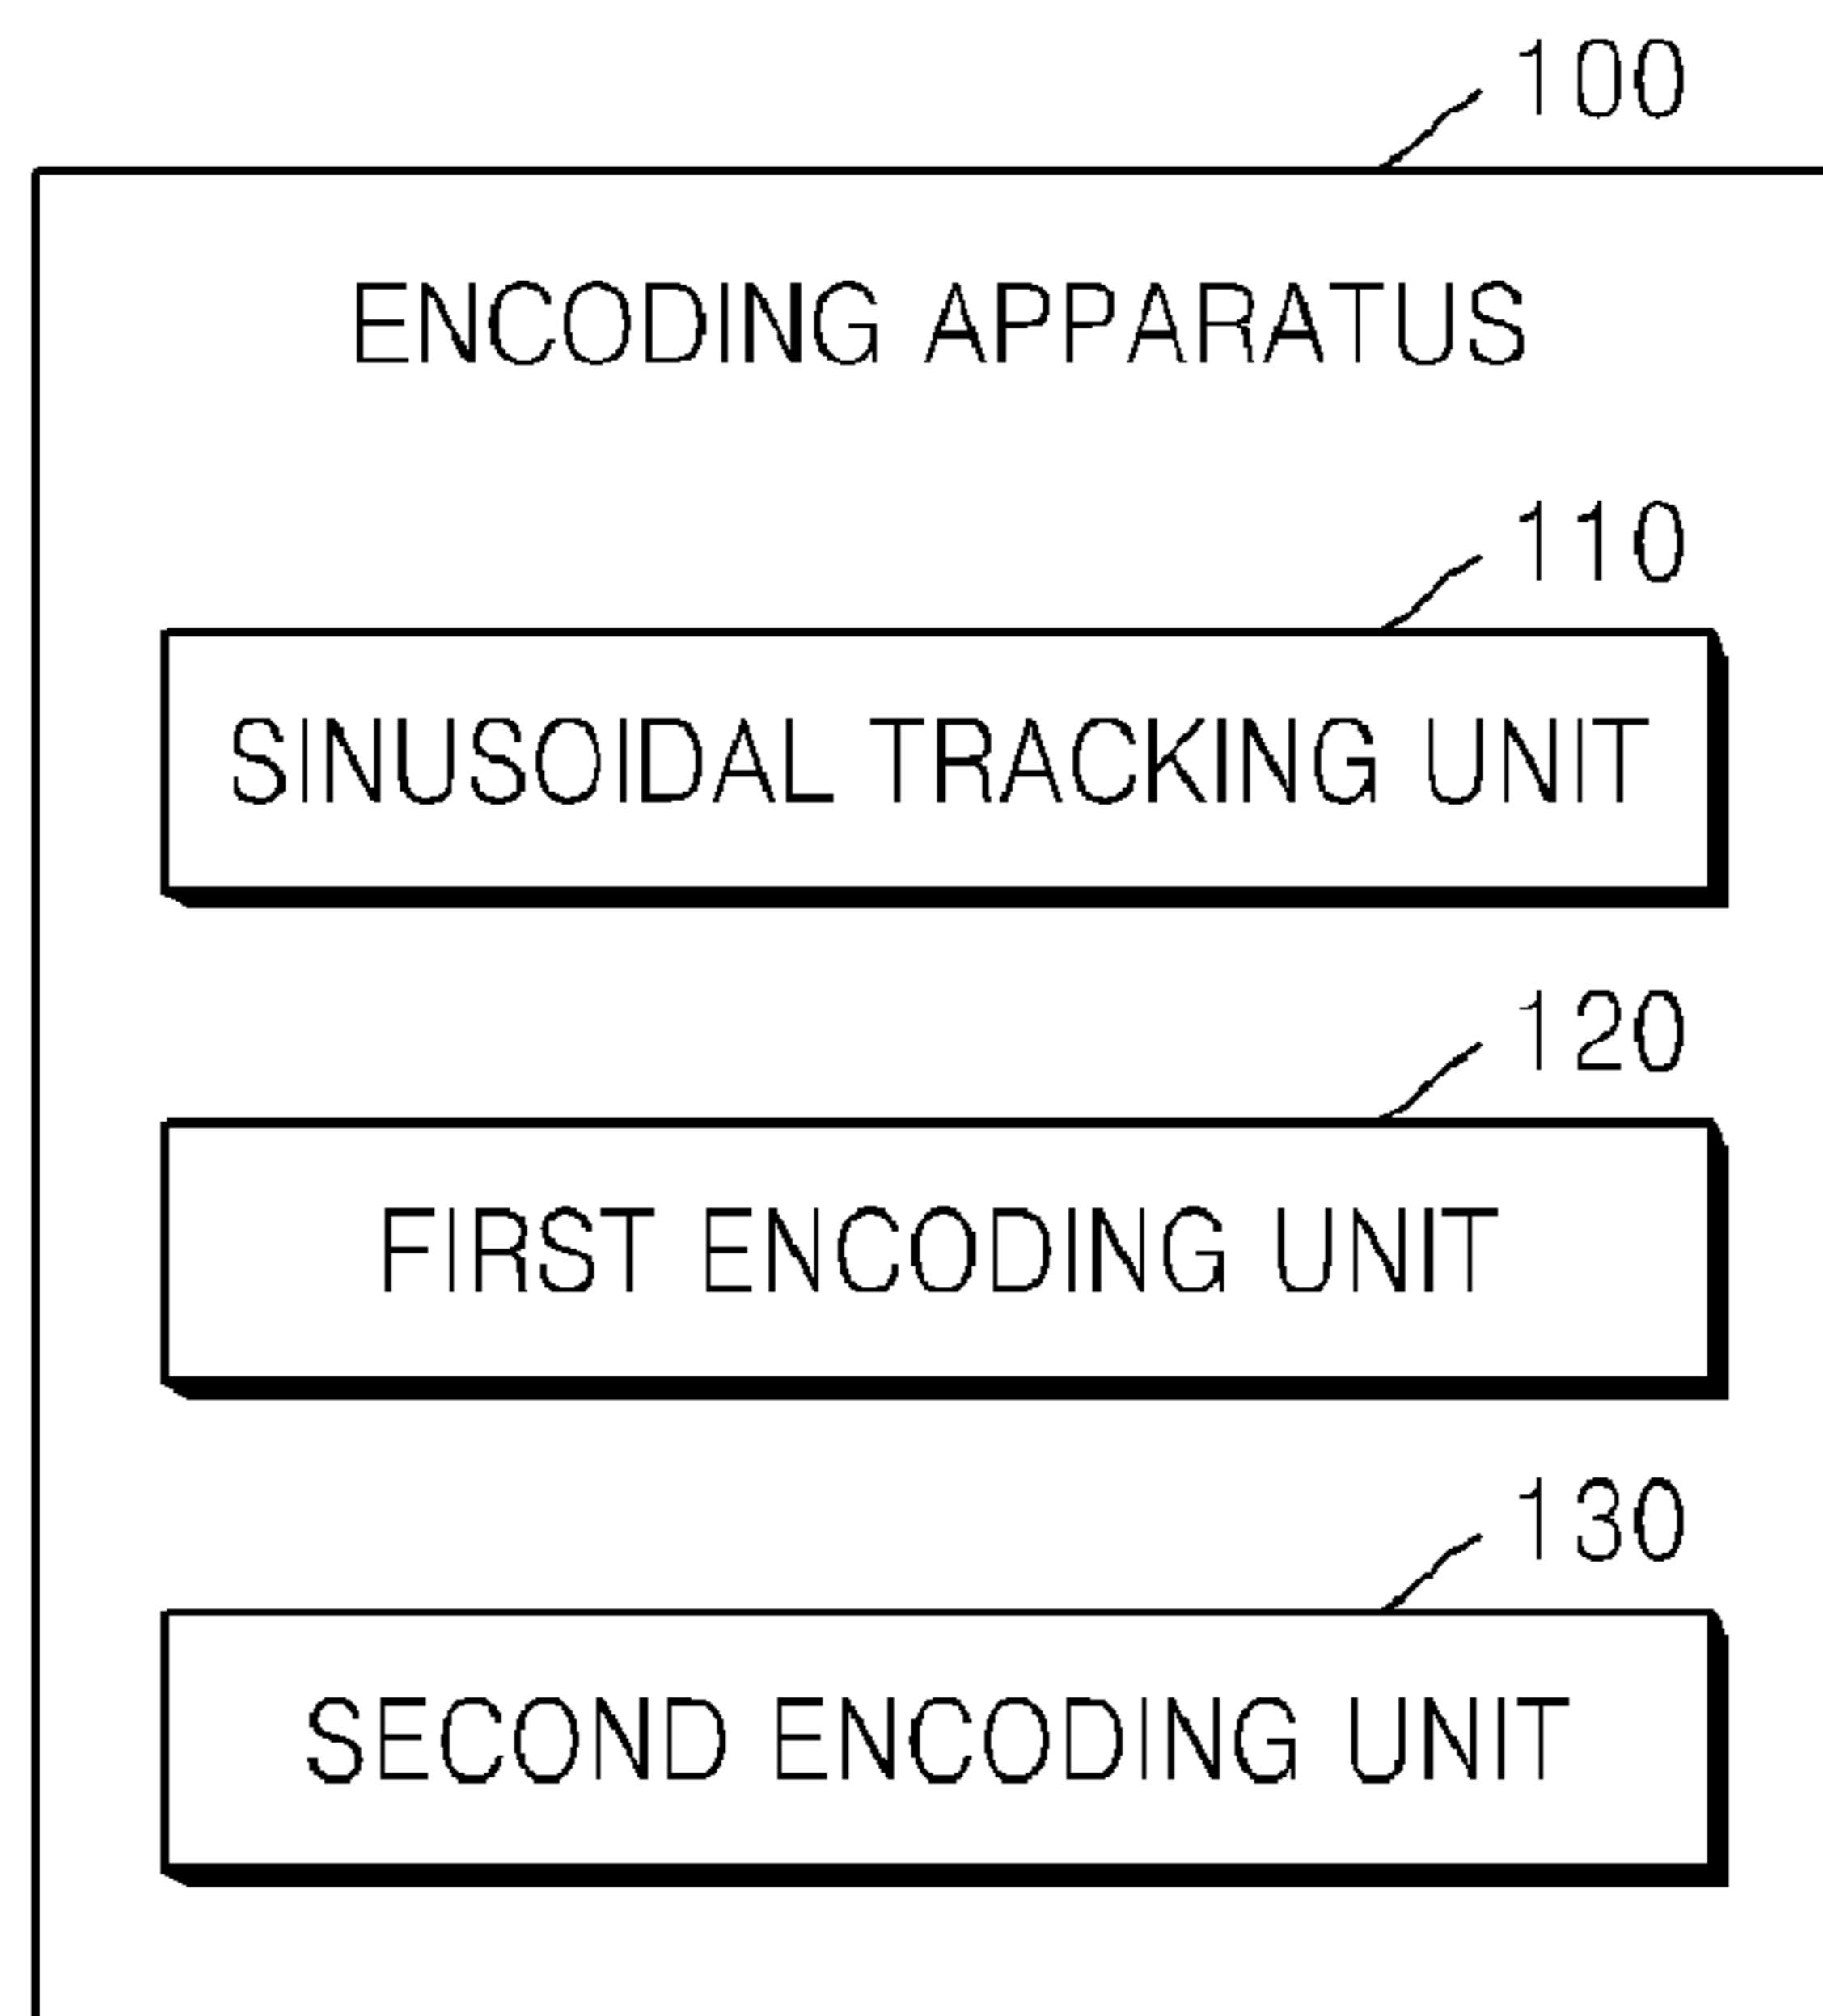 100
ENCODING APPARATUS
110
SINUSOIDAL TRACKING UNIT
120
FIRST ENCODING UNIT
130
SECOND ENCODING UNIT